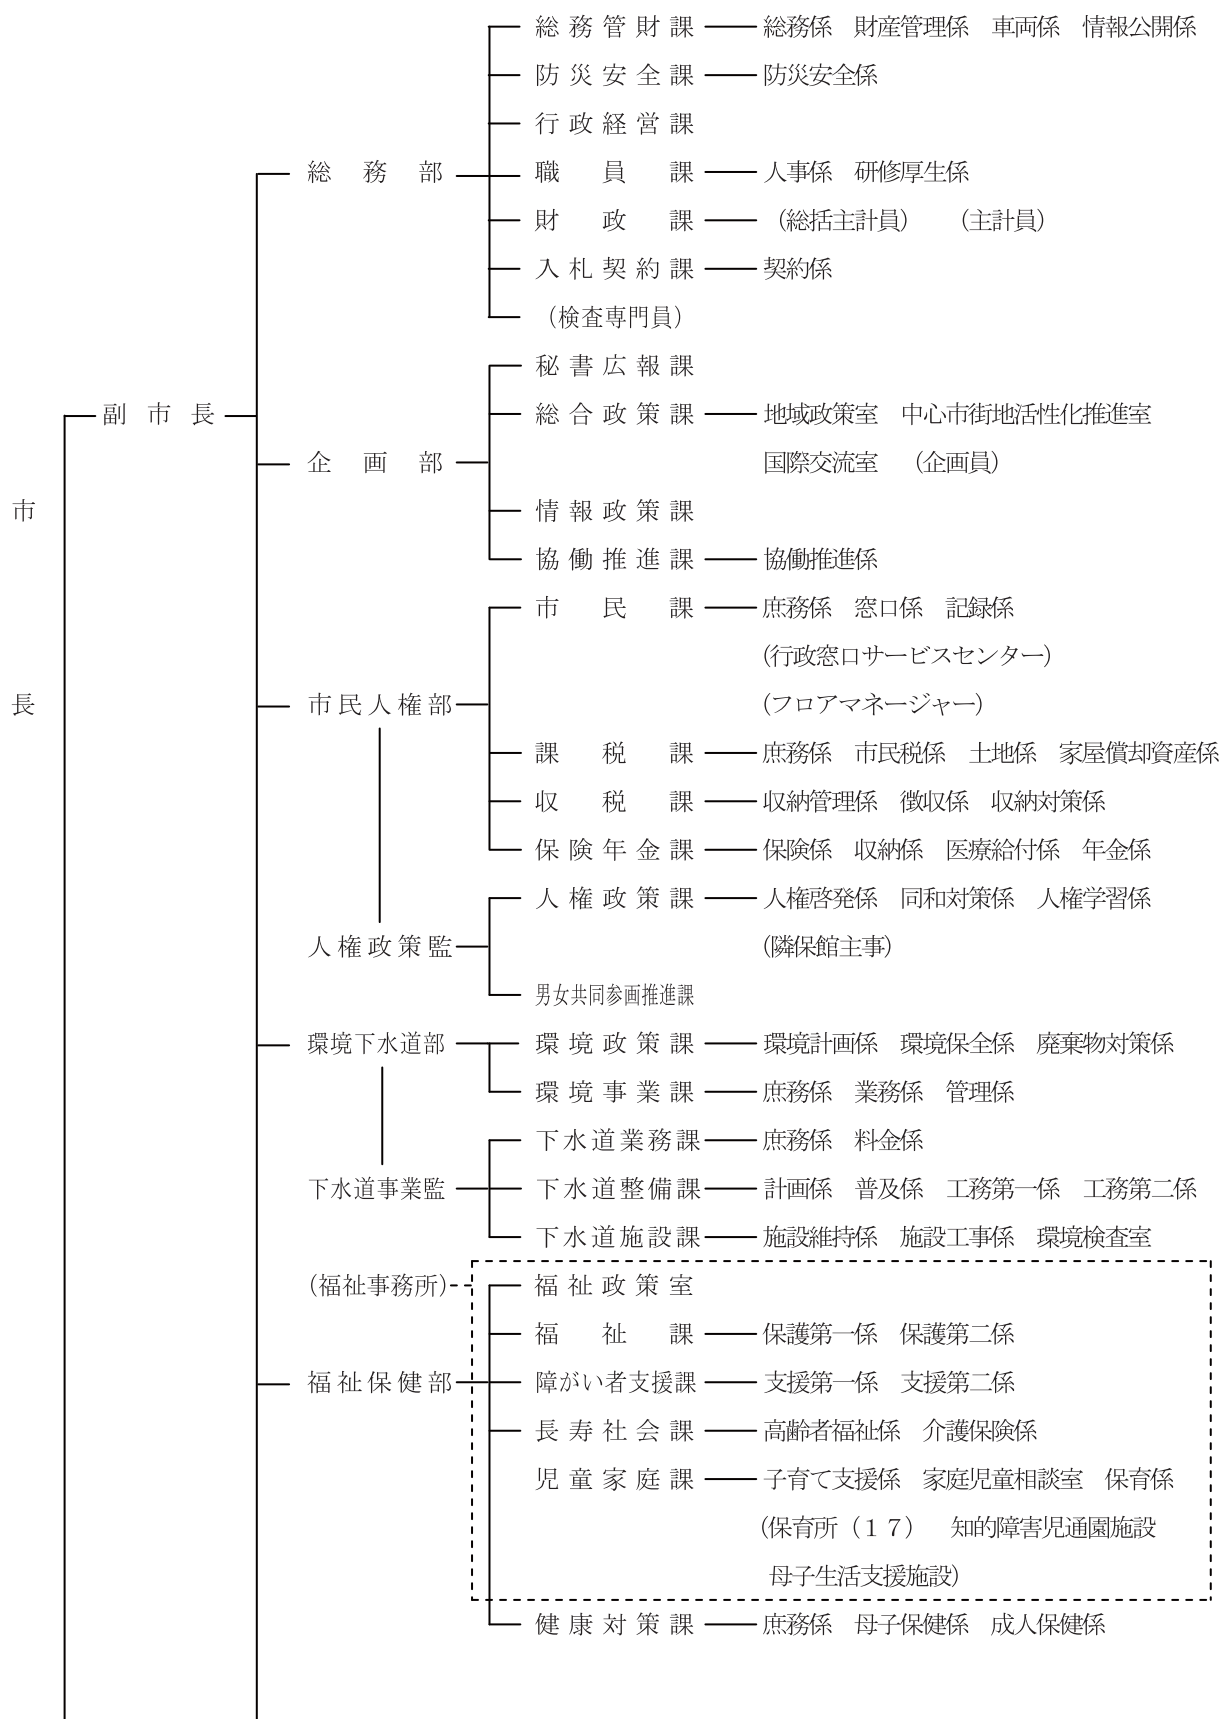 総務管財課 総務係 財産管理係 車両係 情報公開係
防災安全課 防災安全係
行政経営課
総務部 職員課 人事係 研修厚生係
財政課 （総括主計員） （主計員）
入札契約課 契約係
（検査専門員）
秘書広報課
副市長 総合政策課 地域政策室 中心市街地活性化推進室
企画部 国際交流室 （企画員）
市 情報政策課
協働推進課 協働推進係
市民課 庶務係 窓口係 記録係
(行政窓口サービスセンター)
長 市民人権部 (フロアマネージャー)
課税課 庶務係 市民税係 土地係 家屋償却資産係
収税課 収納管理係 徴収係 収納対策係
保険年金課 保険係 収納係 医療給付係 年金係
人権政策課 人権啓発係 同和対策係 人権学習係
人権政策監 (隣保館主事)
男女共同参画推進課
環境下水道部 環境政策課 環境計画係 環境保全係 廃棄物対策係
環境事業課 庶務係 業務係 管理係
下水道業務課 庶務係 料金係
下水道事業監 下水道整備課 計画係 普及係 工務第一係 工務第二係
下水道施設課 施設維持係 施設工事係 環境検査室
(福祉事務所) 福祉政策室
福祉課 保護第一係 保護第二係
福祉保健部 障がい者支援課 支援第一係 支援第二係
長寿社会課 高齢者福祉係 介護保険係
児童家庭課 子育て支援係 家庭児童相談室 保育係
(保育所（１７） 知的障害児通園施設
母子生活支援施設)
健康対策課 庶務係 母子保健係 成人保健係